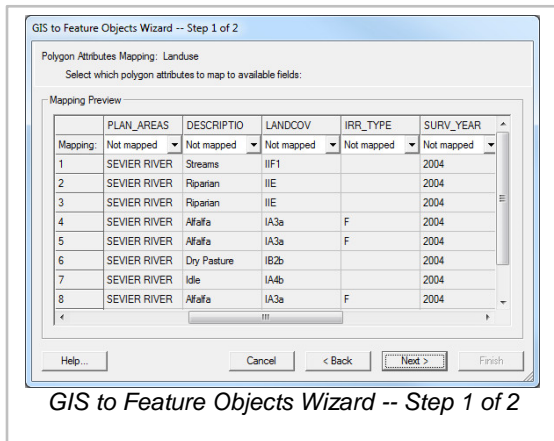 GIS to Feature Objects Wizard -- Step 1 of 2
Polygon Attributes Mapping: Landuse
Select which polygon attributes to map to available fields:
Mapping Preview
PLAN_AREAS DESCRIPTIO LANDCOV IRR_TYPE SURV_YEAR
Mapping: Not mapped Not mapped Not mapped Not mapped Not mapped
1 SEVIER RIVER Streams IIF1 2004
2 SEVIER RIVER Riparian IIE 2004
3 SEVIER RIVER Riparian IIE 2004
4 SEVIER RIVER Alfalfa IA3a F 2004
5 SEVIER RIVER Alfalfa IA3a F 2004
6 SEVIER RIVER Dry Pasture IB2b 2004
7 SEVIER RIVER Idle IA4b 2004
8 SEVIER RIVER Alfalfa IA3a F 2004
Help... Cancel < Back Next > Finish
GIS to Feature Objects Wizard -- Step 1 of 2